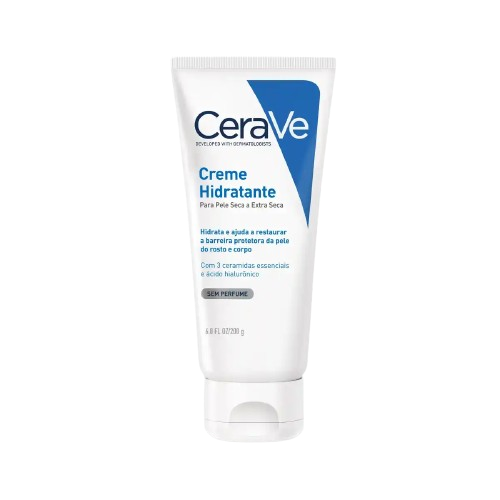 CeraVe
DEVELOPED WITH DERMATOLOGISTS
Creme
Hidratante
Para Pele Seca a Extra Seca
Hidrata e ajuda a restaurar
a barreira protetora da pele
do rosto e corpo
Com 3 ceramidas essenciais
e ácido hialurônico
SEM PERFUME
6.8 FL OZ/200 g